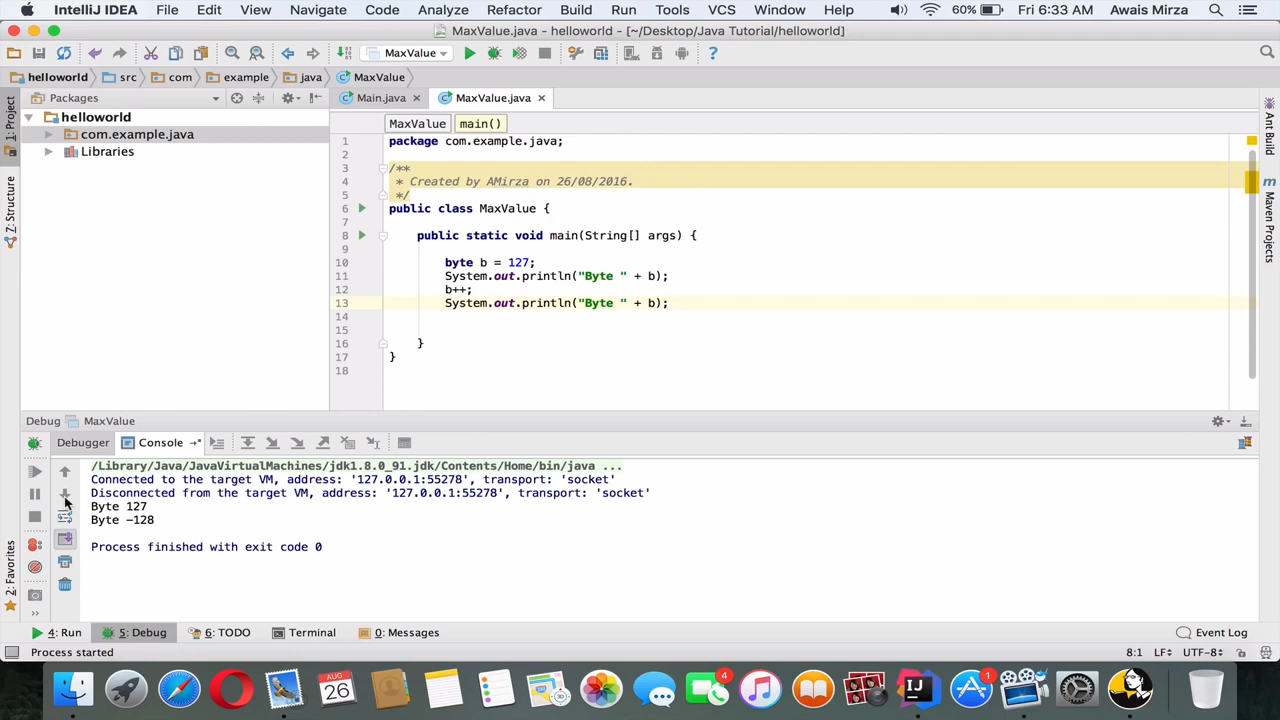 IntelliJ IDEA File Edit View Navigate Code Analyze Refactor Build Run Tools VCS Window Help 60% Fri 6:33 AM Awais Mirza
MaxValue.java - helloworld - [~/Desktop/Java Tutorial/helloworld]
MaxValue
helloworld src com example java MaxValue
1: Project
Packages
Main.java MaxValue.java
helloworld
com.example.java
Libraries
MaxValue main()
1 package com.example.java;
2
3 /**
4 * Created by AMirza on 26/08/2016.
5 */
6 public class MaxValue {
7
8 public static void main(String[] args) {
9
10 byte b = 127;
11 System.out.println("Byte " + b);
12 b++;
13 System.out.println("Byte " + b);
14
15
16 }
17 }
18
Ant Build
Maven Projects
Z: Structure
2: Favorites
Debug MaxValue
Debugger Console
/Library/Java/JavaVirtualMachines/jdk1.8.0_91.jdk/Contents/Home/bin/java ...
Connected to the target VM, address: '127.0.0.1:55278', transport: 'socket'
Disconnected from the target VM, address: '127.0.0.1:55278', transport: 'socket'
Byte 127
Byte -128
Process finished with exit code 0
4: Run 5: Debug 6: TODO Terminal 0: Messages Event Log
Process started 8:1 LF UTF-8
AUG
26
4
IJ
1